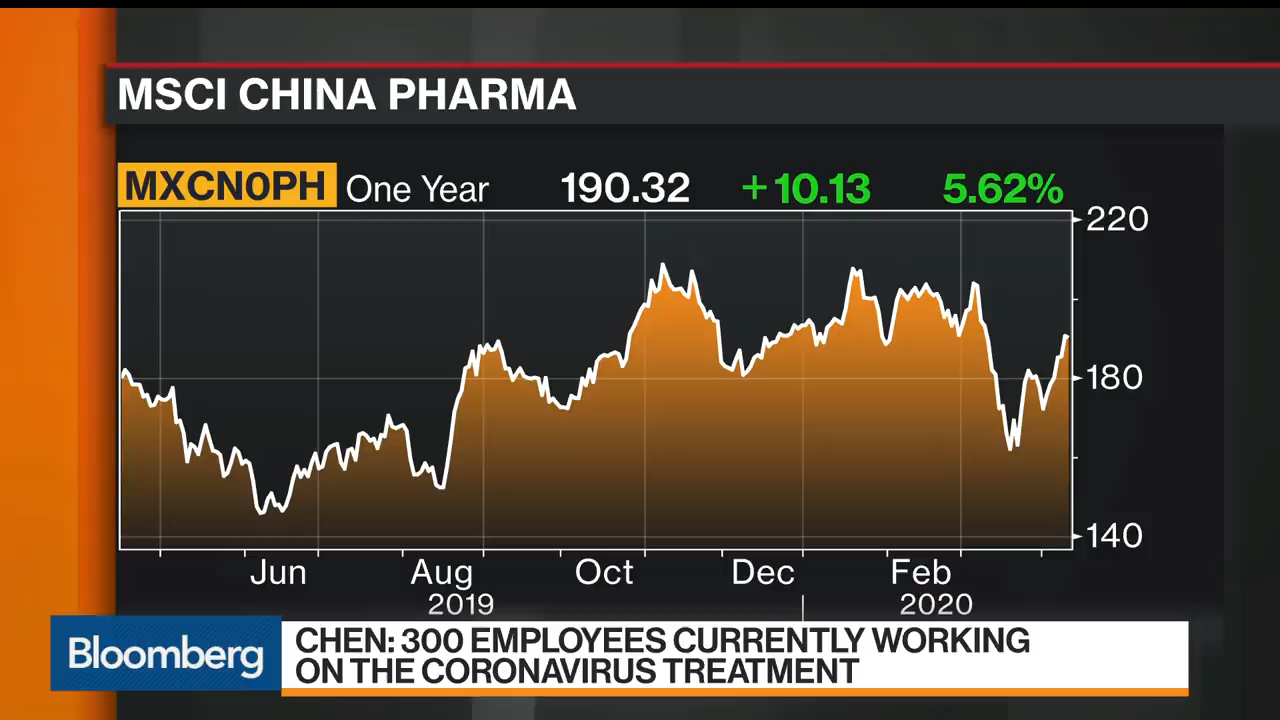 MSCI CHINA PHARMA
MXCN0PH One Year 190.32 +10.13 5.62%
220
180
140
Jun Aug Oct Dec Feb
2019 2020
Bloomberg
CHEN: 300 EMPLOYEES CURRENTLY WORKING
ON THE CORONAVIRUS TREATMENT